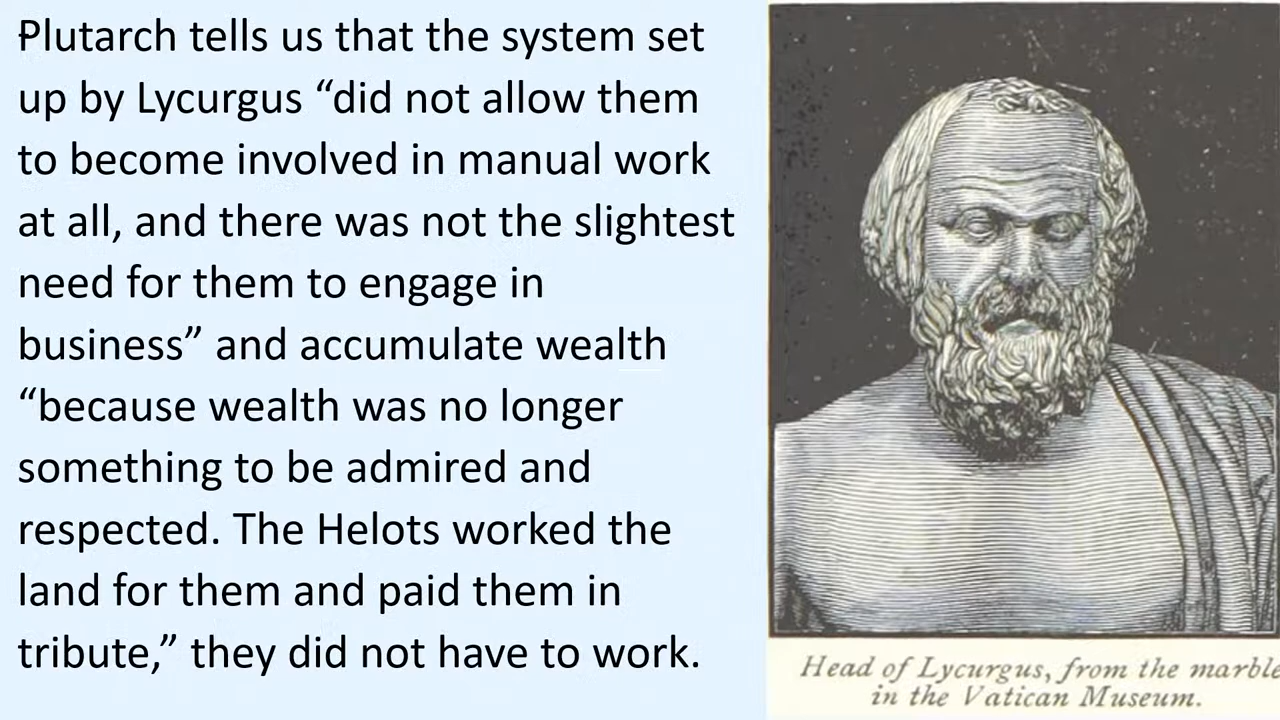 Plutarch tells us that the system set
up by Lycurgus “did not allow them
to become involved in manual work
at all, and there was not the slightest
need for them to engage in
business” and accumulate wealth
“because wealth was no longer
something to be admired and
respected. The Helots worked the
land for them and paid them in
tribute,” they did not have to work.
Head of Lycurgus, from the marble
in the Vatican Museum.